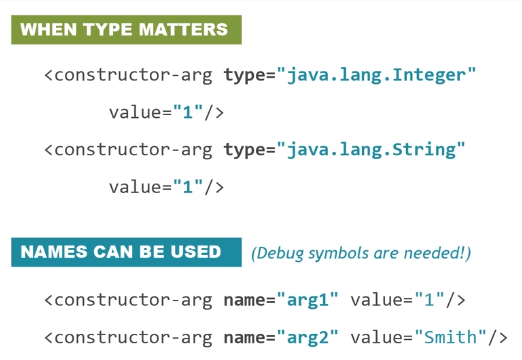 WHEN TYPE MATTERS
<constructor-arg type="java.lang.Integer"
value="1"/>
<constructor-arg type="java.lang.String"
value="1"/>
NAMES CAN BE USED (Debug symbols are needed!)
<constructor-arg name="arg1" value="1"/>
<constructor-arg name="arg2" value="Smith"/>